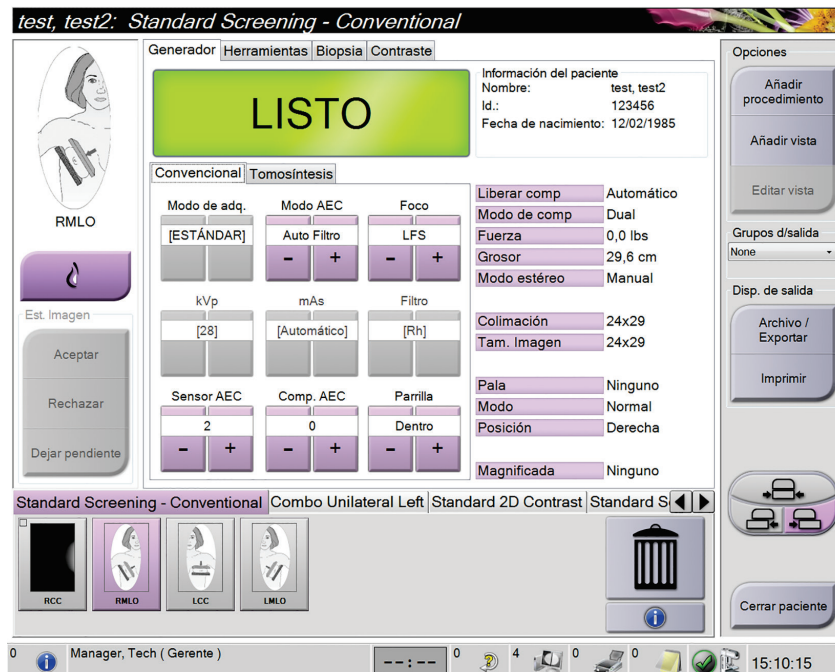 test, test2: Standard Screening - Conventional
Generador Herramientas Biopsia Contraste
LISTO
Información del paciente
Nombre: test, test2
Id.: 123456
Fecha de nacimiento: 12/02/1985
RMLO
Est. Imagen
Aceptar
Rechazar
Dejar pendiente
Convencional Tomosíntesis
Modo de adq. Modo AEC Foco
[ESTÁNDAR] Auto Filtro LFS
- + - +
kVp mAs Filtro
[28] [Automático] [Rh]
Sensor AEC Comp. AEC Parrilla
2 0 Dentro
- + - + - +
Liberar comp Automático
Modo de comp Dual
Fuerza 0,0 lbs
Grosor 29,6 cm
Modo estéreo Manual
Colimación 24x29
Tam. Imagen 24x29
Pala Ninguno
Modo Normal
Posición Derecha
Magnificada Ninguno
Opciones
Añadir
procedimiento
Añadir vista
Editar vista
Grupos d/salida
None
Disp. de salida
Archivo /
Exportar
Imprimir
Cerrar paciente
Standard Screening - Conventional Combo Unilateral Left Standard 2D Contrast Standard S
RCC RMLO LCC LMLO
0 Manager, Tech ( Gerente ) --:-- 0 4 0 0 15:10:15